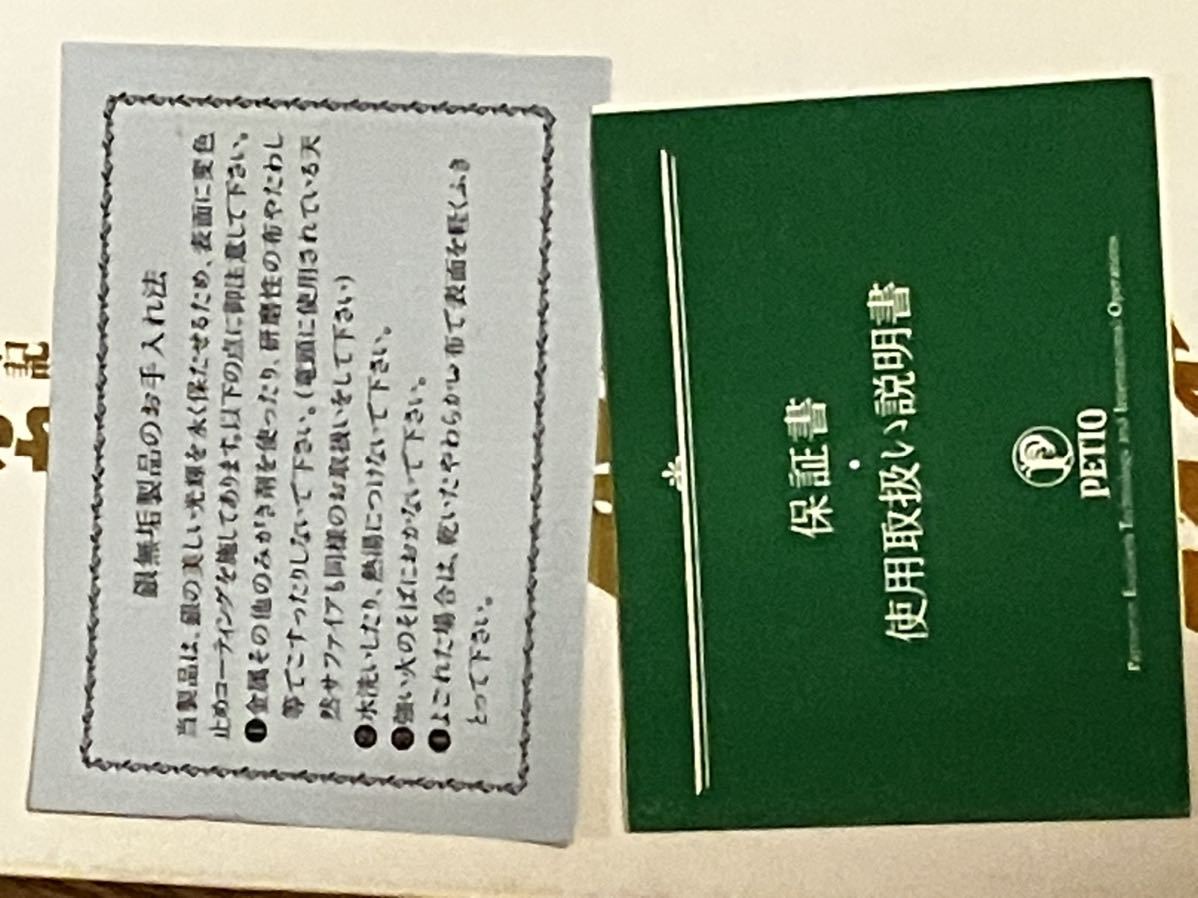 銀無垢製品のお手入れ法
当製品は、銀の美しい光輝を永く保たせるため、表面に変色
止めコーティングを施してあります。以下の点に御注意して下さい。
❶金属その他のみがき剤を使ったり、研磨性の布やたわし
等でこすったりしないで下さい。(竜頭に使用されている天
然サファイアも同様のお取扱いをして下さい)
❷水洗いしたり、熱湯につけないで下さい。
❸強い火のそばにおかないで下さい。
❹よごれた場合は、乾いたやわらかい布で表面を軽くふき
とって下さい。
保証書
・
使用取扱い説明書
PETIO
and International Operations
記